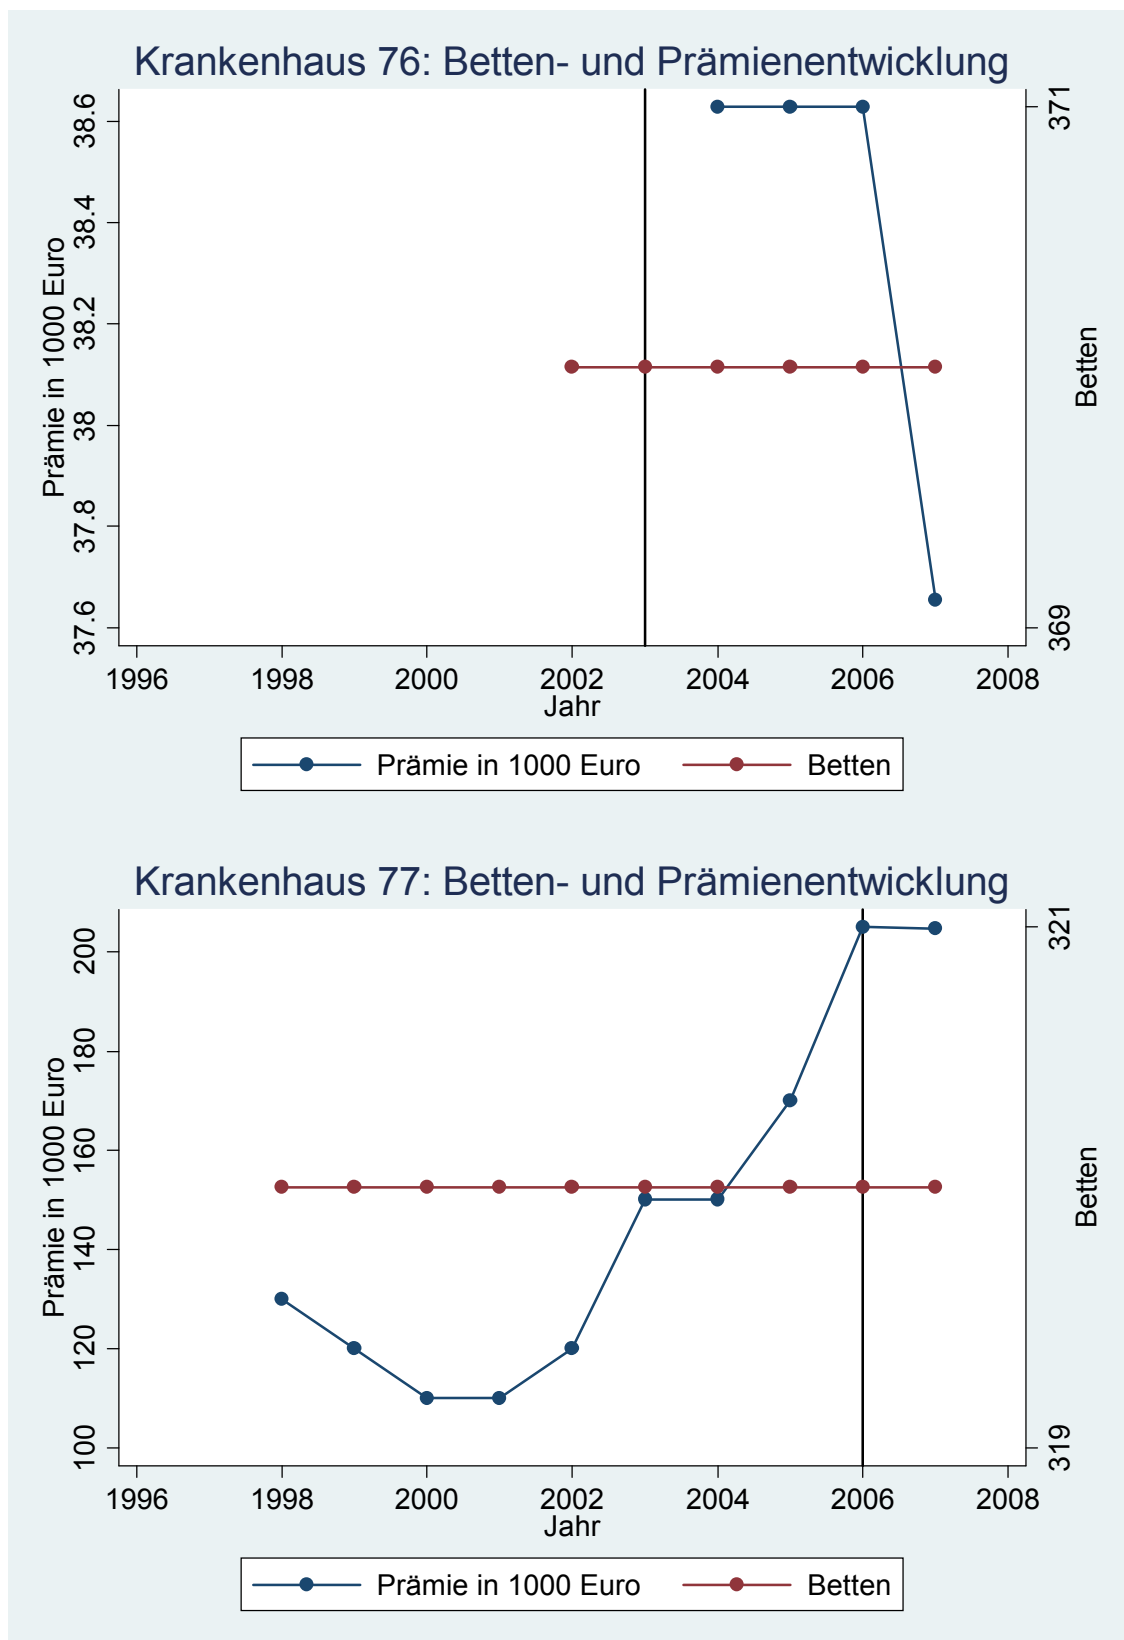 Krankenhaus 76: Betten- und Prämienentwicklung
38.6
38.4
38.2
38
37.8
37.6
Prämie in 1000 Euro
371
369
Betten
1996 1998 2000 2002 2004 2006 2008
Jahr
Prämie in 1000 Euro Betten
Krankenhaus 77: Betten- und Prämienentwicklung
200
180
160
140
120
100
Prämie in 1000 Euro
321
319
Betten
1996 1998 2000 2002 2004 2006 2008
Jahr
Prämie in 1000 Euro Betten